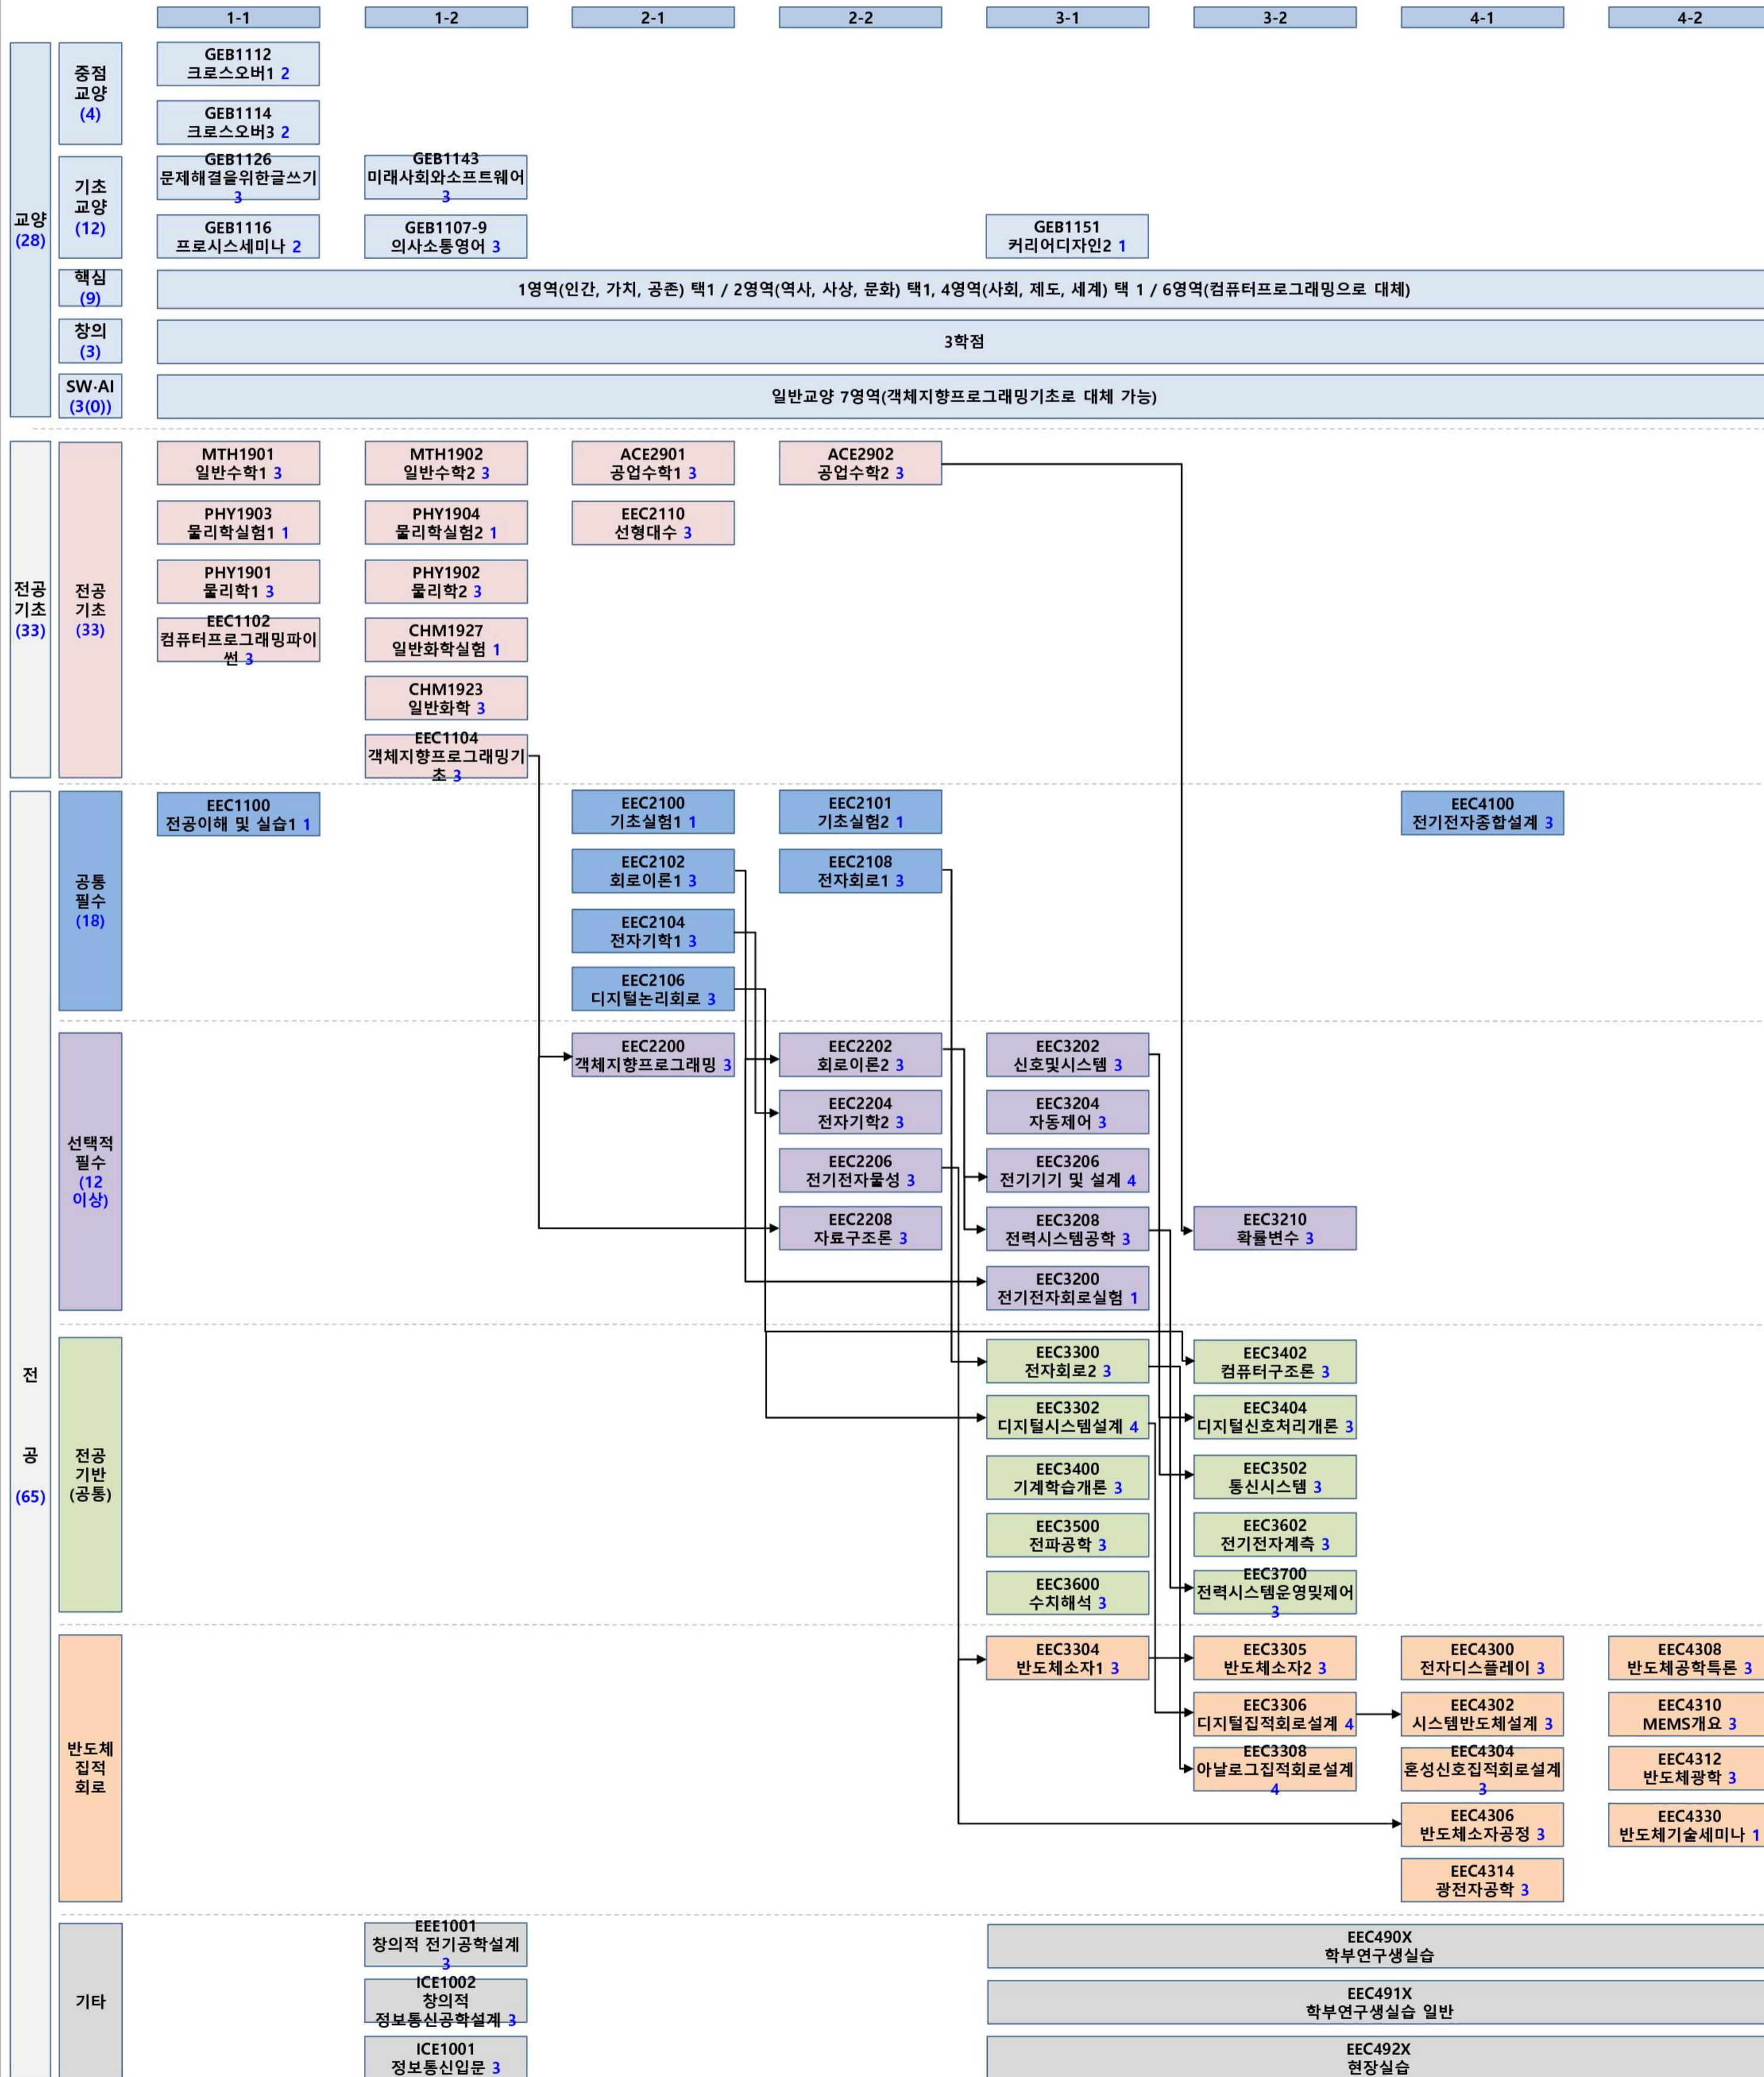 1-1
1-2
2-1
2-2
3-1
3-2
4-1
4-2
교양
(28)
중점
교양
(4)
GEB1112
크로스오버1 2
GEB1114
크로스오버3 2
기초
교양
(12)
GEB1126
문제해결을위한글쓰기
3
GEB1143
미래사회와소프트웨어
3
GEB1116
프로시스세미나 2
GEB1107-9
의사소통영어 3
GEB1151
커리어디자인2 1
핵심
(9)
1영역(인간, 가치, 공존) 택1 / 2영역(역사, 사상, 문화) 택1, 4영역(사회, 제도, 세계) 택 1 / 6영역(컴퓨터프로그래밍으로 대체)
창의
(3)
3학점
SW·AI
(3(0))
일반교양 7영역(객체지향프로그래밍기초로 대체 가능)
전공
기초
(33)
전공
기초
(33)
MTH1901
일반수학1 3
MTH1902
일반수학2 3
ACE2901
공업수학1 3
ACE2902
공업수학2 3
PHY1903
물리학실험1 1
PHY1904
물리학실험2 1
EEC2110
선형대수 3
PHY1901
물리학1 3
PHY1902
물리학2 3
EEC1102
컴퓨터프로그래밍파이
썬 3
CHM1927
일반화학실험 1
CHM1923
일반화학 3
EEC1104
객체지향프로그래밍기
초 3
전
공
(65)
공통
필수
(18)
EEC1100
전공이해 및 실습1 1
EEC2100
기초실험1 1
EEC2101
기초실험2 1
EEC4100
전기전자종합설계 3
EEC2102
회로이론1 3
EEC2108
전자회로1 3
EEC2104
전자기학1 3
EEC2106
디지털논리회로 3
선택적
필수
(12
이상)
EEC2200
객체지향프로그래밍 3
EEC2202
회로이론2 3
EEC3202
신호및시스템 3
EEC2204
전자기학2 3
EEC3204
자동제어 3
EEC2206
전기전자물성 3
EEC3206
전기기기 및 설계 4
EEC2208
자료구조론 3
EEC3208
전력시스템공학 3
EEC3210
확률변수 3
EEC3200
전기전자회로실험 1
전공
기반
(공통)
EEC3300
전자회로2 3
EEC3402
컴퓨터구조론 3
EEC3302
디지털시스템설계 4
EEC3404
디지털신호처리개론 3
EEC3400
기계학습개론 3
EEC3502
통신시스템 3
EEC3500
전파공학 3
EEC3602
전기전자계측 3
EEC3600
수치해석 3
EEC3700
전력시스템운영및제어
3
반도체
집적
회로
EEC3304
반도체소자1 3
EEC3305
반도체소자2 3
EEC4300
전자디스플레이 3
EEC4308
반도체공학특론 3
EEC3306
디지털집적회로설계 4
EEC4302
시스템반도체설계 3
EEC4310
MEMS개요 3
EEC3308
아날로그집적회로설계
4
EEC4304
혼성신호집적회로설계
3
EEC4312
반도체광학 3
EEC4306
반도체소자공정 3
EEC4330
반도체기술세미나 1
EEC4314
광전자공학 3
기타
EEE1001
창의적 전기공학설계
3
EEC490X
학부연구생실습
ICE1002
창의적
정보통신공학설계 3
EEC491X
학부연구생실습 일반
ICE1001
정보통신입문 3
EEC492X
현장실습